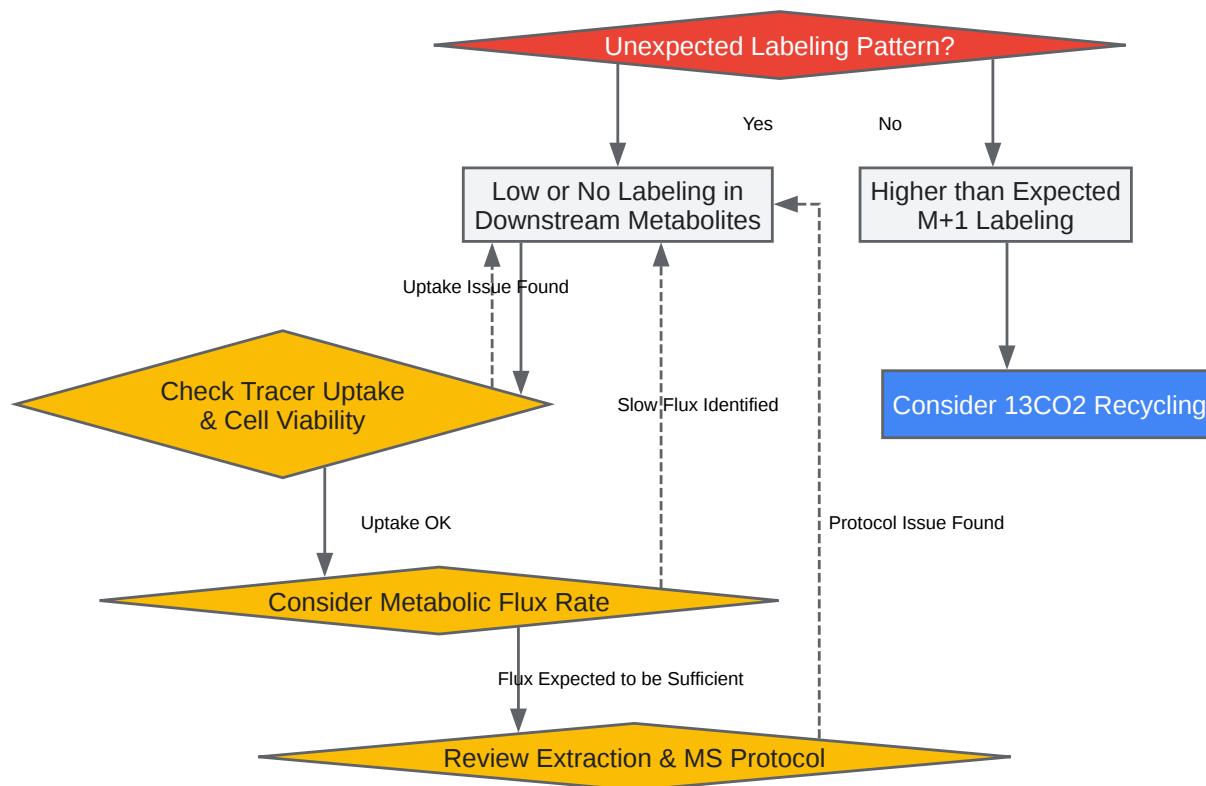 Unexpected Labeling Pattern?
Yes
No
Low or No Labeling in
Downstream Metabolites
Higher than Expected
M+1 Labeling
Uptake Issue Found
Check Tracer Uptake
& Cell Viability
Slow Flux Identified
Consider 13CO2 Recycling
Uptake OK
Protocol Issue Found
Consider Metabolic Flux Rate
Flux Expected to be Sufficient
Review Extraction & MS Protocol